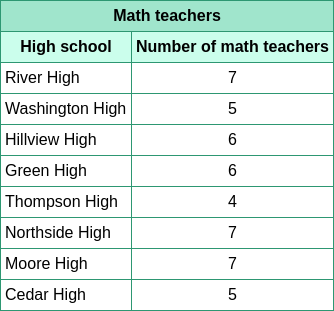 Math teachers
High school Number of math teachers
River High 7
Washington High 5
Hillview High 6
Green High 6
Thompson High 4
Northside High 7
Moore High 7
Cedar High 5